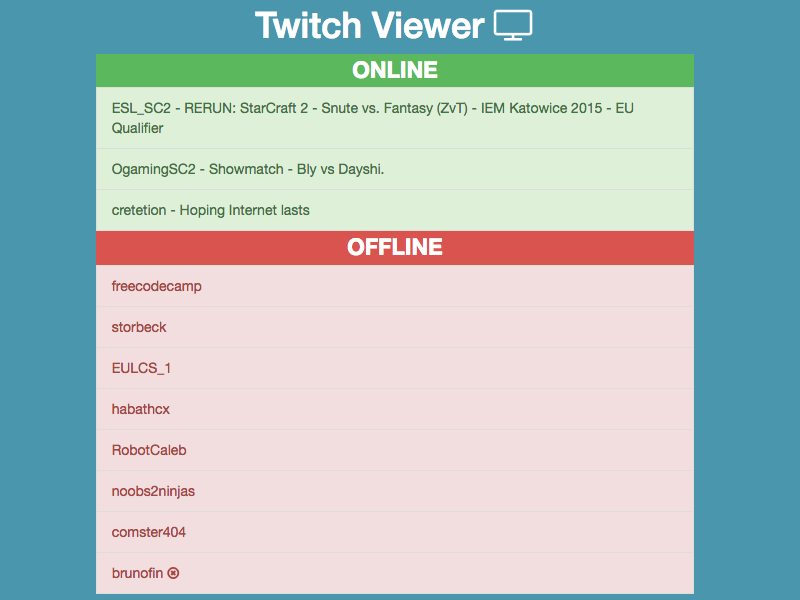 Twitch Viewer
ONLINE
ESL_SC2 - RERUN: StarCraft 2 - Snute vs. Fantasy (ZvT) - IEM Katowice 2015 - EU
Qualifier
OgamingSC2 - Showmatch - Bly vs Dayshi.
cretetion - Hoping Internet lasts
OFFLINE
freecodecamp
storbeck
EULCS_1
habathcx
RobotCaleb
noobs2ninjas
comster404
brunofin